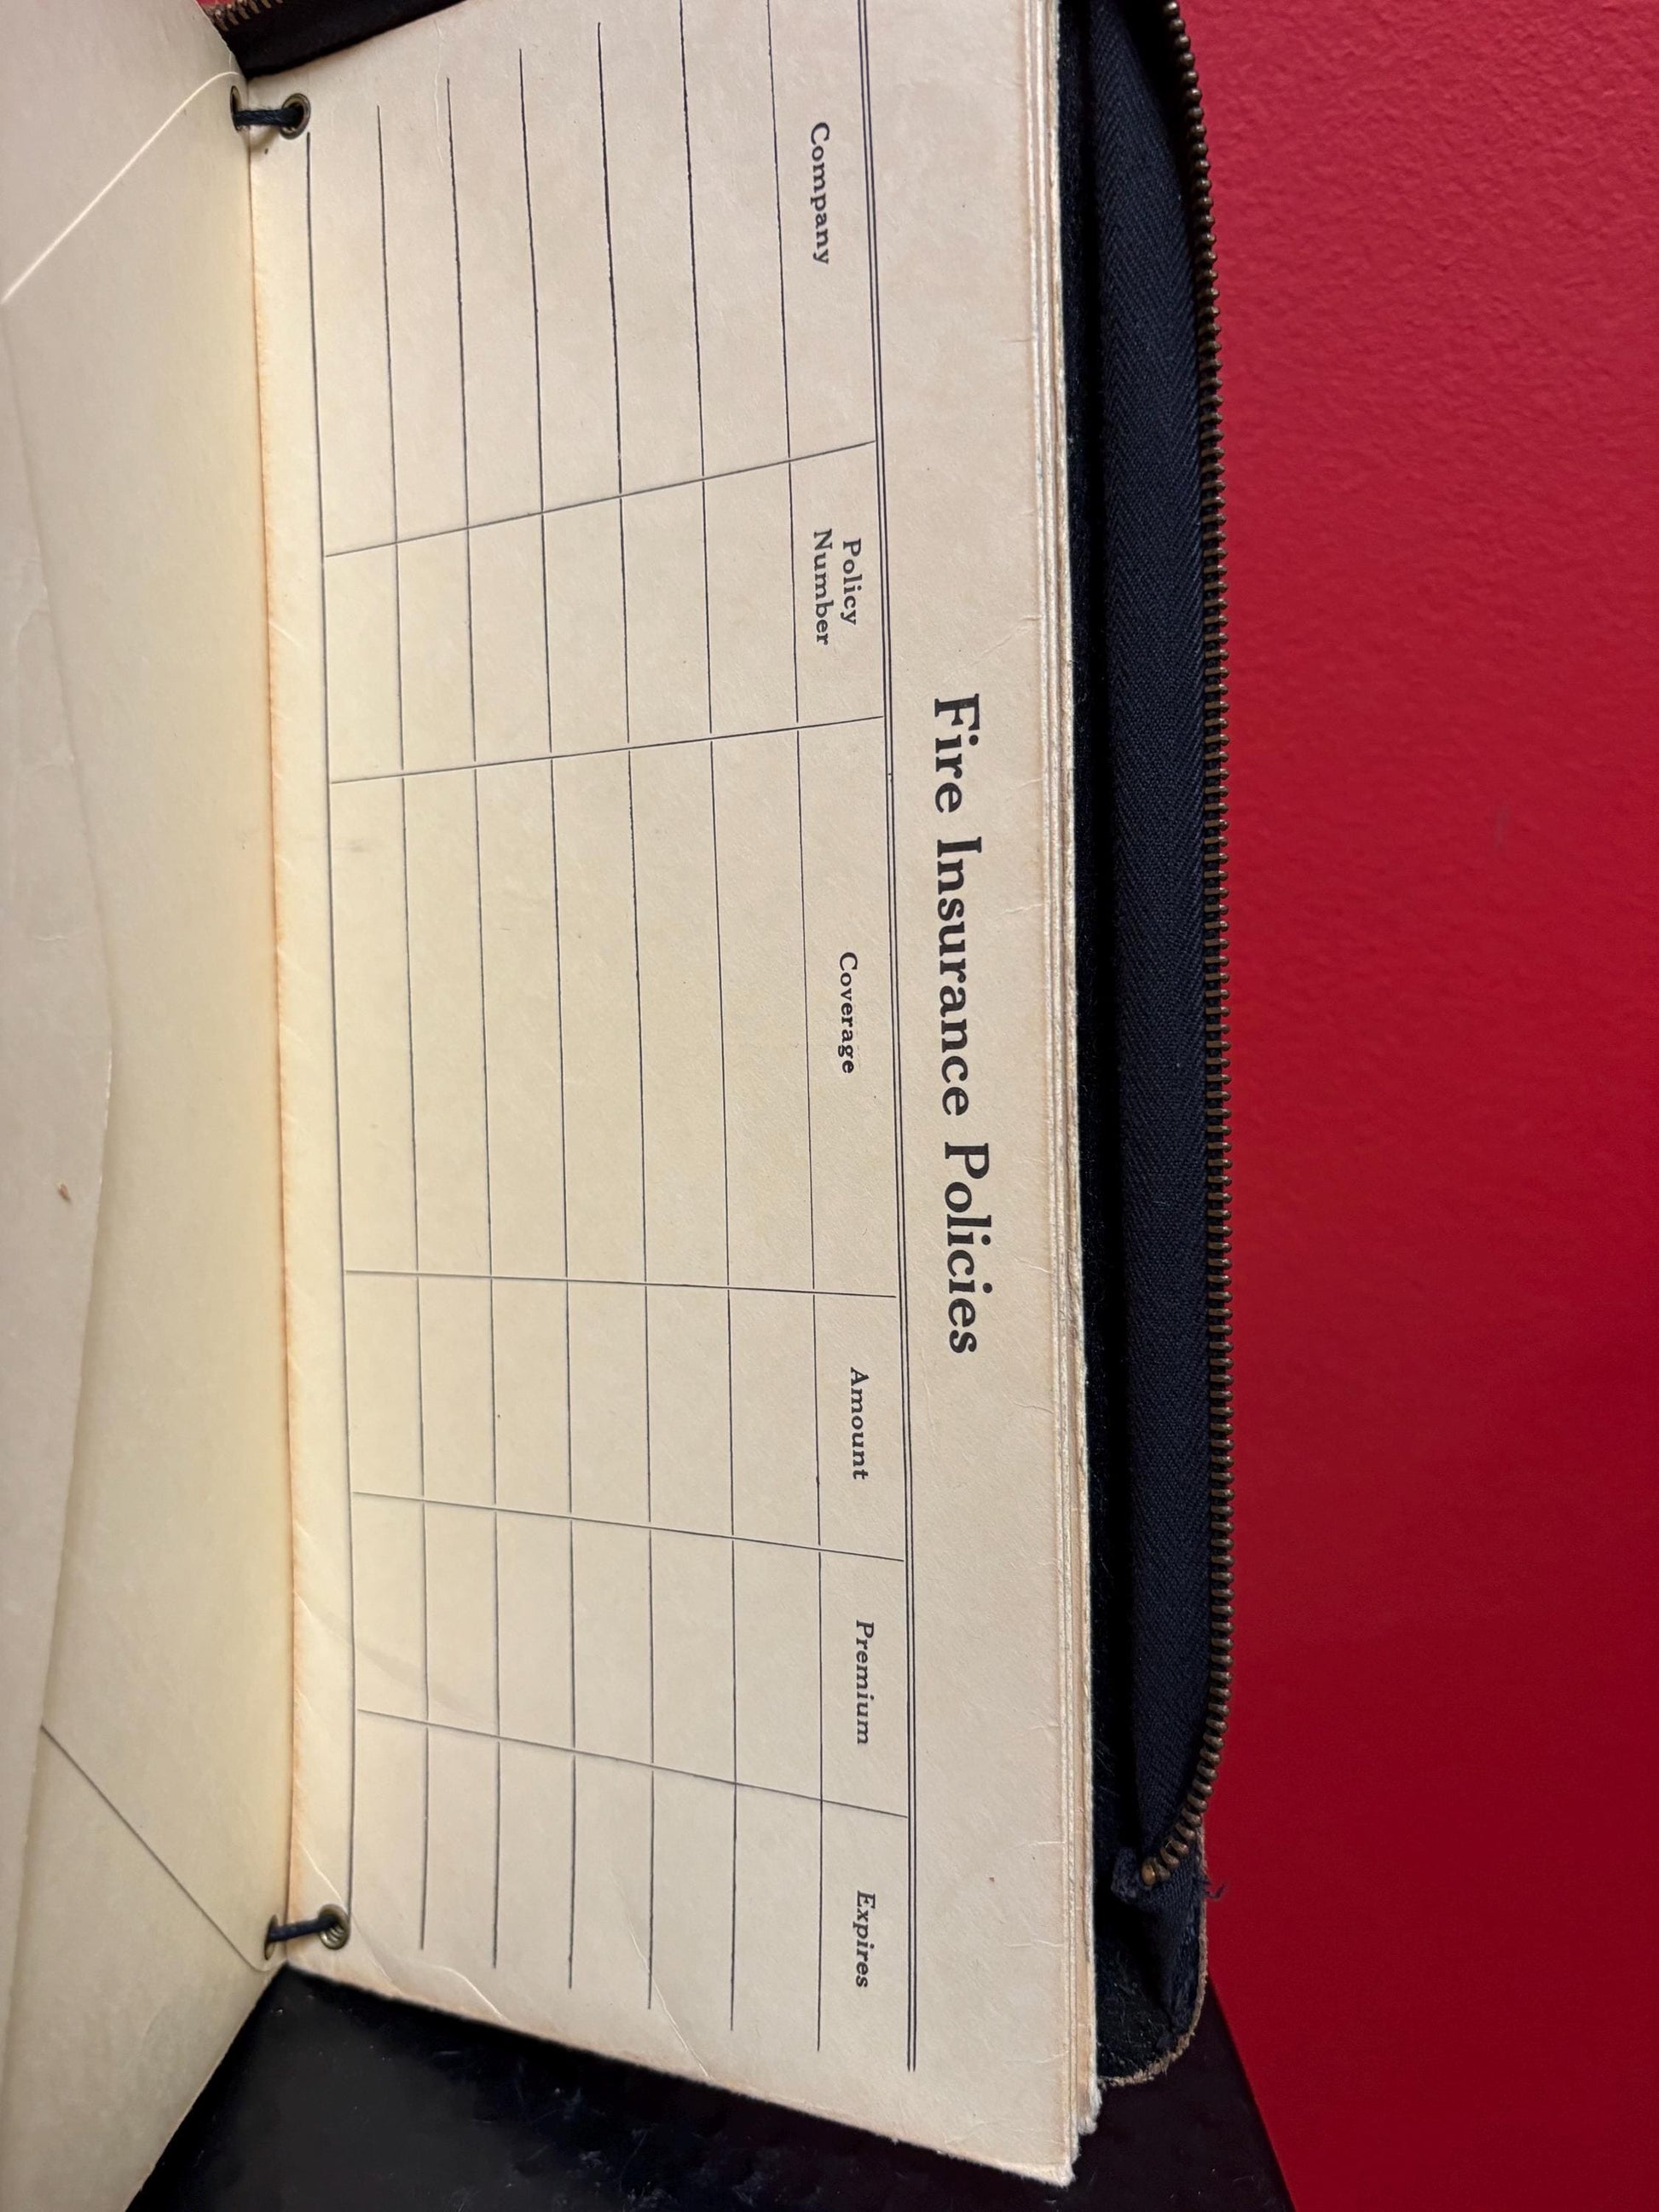 Fire Insurance Policies
Company Policy Number Coverage Amount Premium Expires